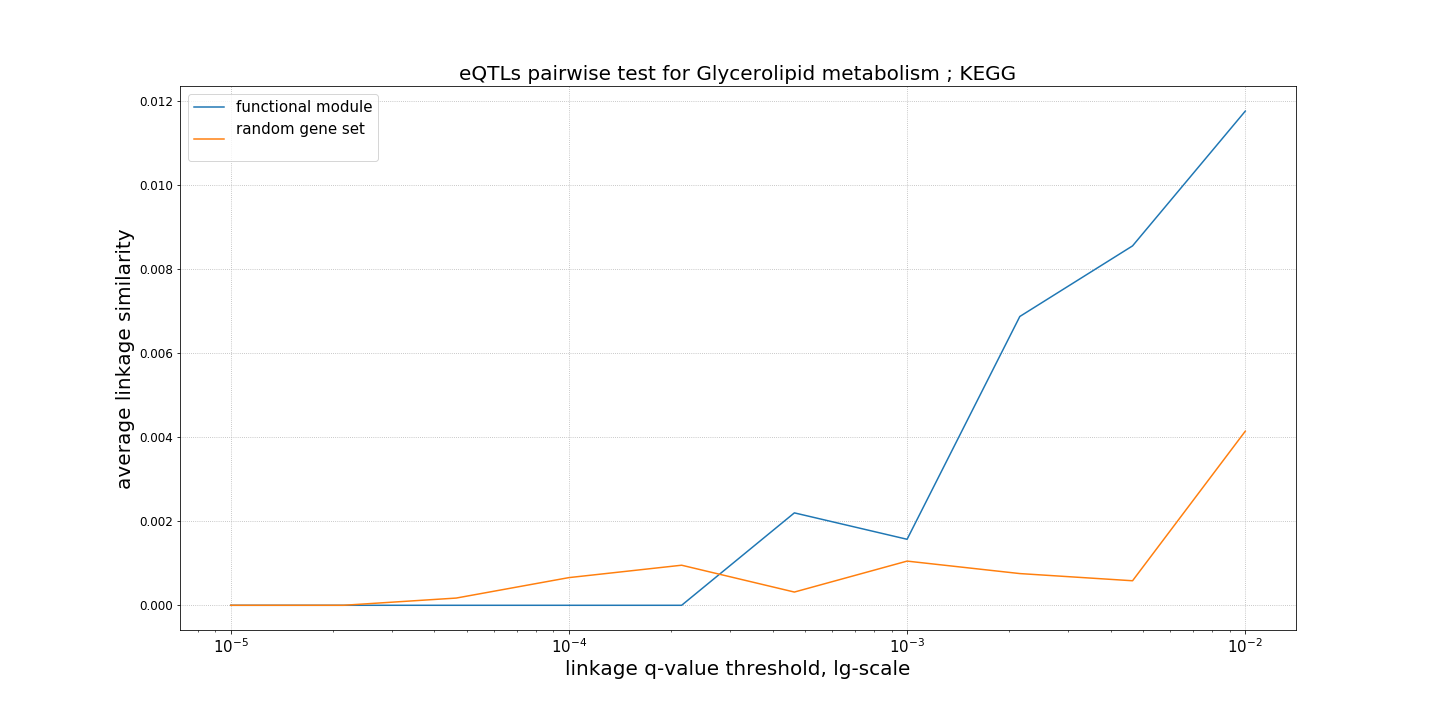 eQTLs pairwise test for Glycerolipid metabolism ; KEGG
functional module
random gene set
average linkage similarity
0.012
0.010
0.008
0.006
0.004
0.002
0.000
10⁻⁵ 10⁻⁴ 10⁻³ 10⁻²
linkage q-value threshold, lg-scale